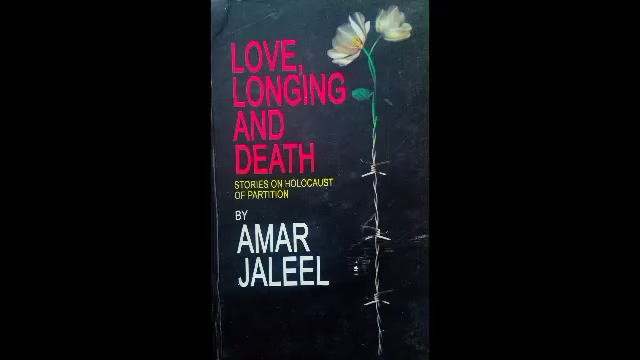 LOVE,
LONGING
AND
DEATH
STORIES ON HOLOCAUST
OF PARTITION
BY
AMAR
JALEEL